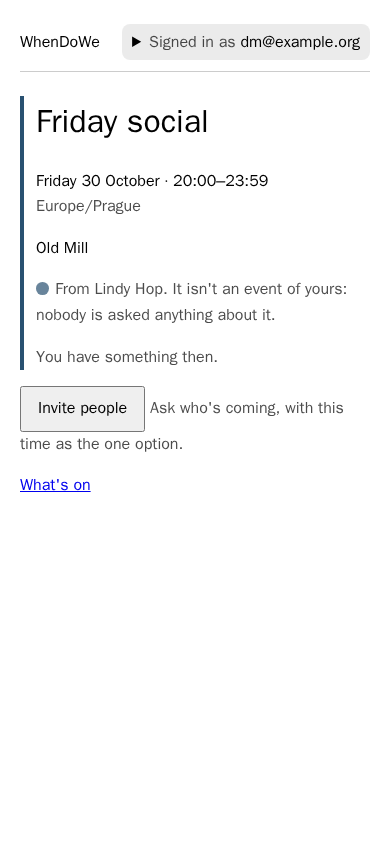 WhenDoWe
Signed in as dm@example.org
Friday social
Friday 30 October · 20:00–23:59
Europe/Prague
Old Mill
From Lindy Hop. It isn't an event of yours:
nobody is asked anything about it.
You have something then.
Invite people Ask who's coming, with this
time as the one option.
What's on